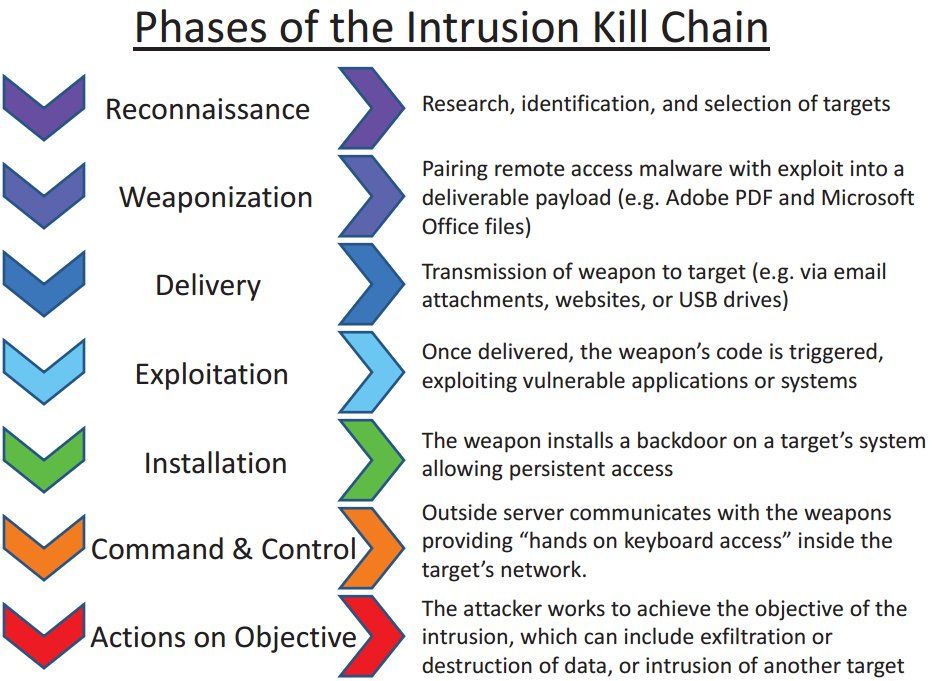 Phases of the Intrusion Kill Chain
Reconnaissance
Research, identification, and selection of targets
Weaponization
Pairing remote access malware with exploit into a
deliverable payload (e.g. Adobe PDF and Microsoft
Office files)
Delivery
Transmission of weapon to target (e.g. via email
attachments, websites, or USB drives)
Exploitation
Once delivered, the weapon's code is triggered,
exploiting vulnerable applications or systems
Installation
The weapon installs a backdoor on a target's system
allowing persistent access
Command & Control
Outside server communicates with the weapons
providing “hands on keyboard access” inside the
target's network.
Actions on Objective
The attacker works to achieve the objective of the
intrusion, which can include exfiltration or
destruction of data, or intrusion of another target